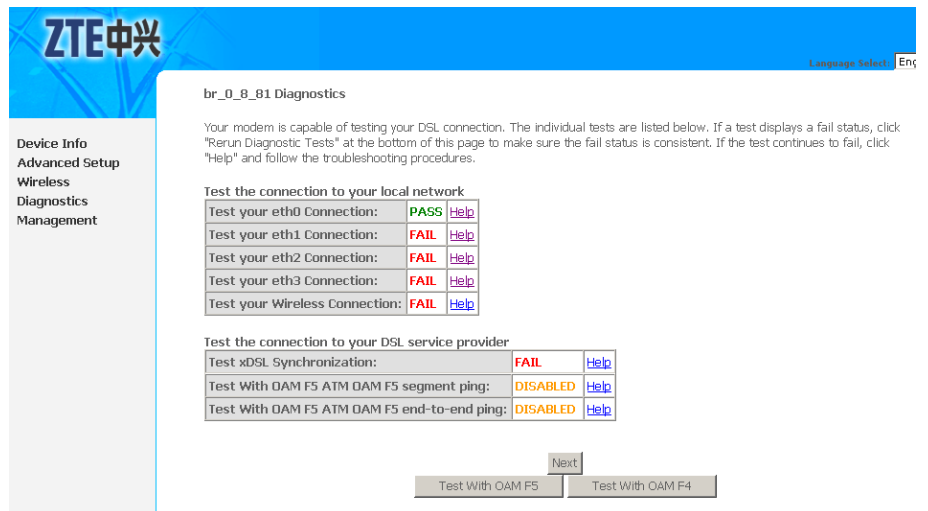 ZTE中兴
Language Select: Eng
Device Info
Advanced Setup
Wireless
Diagnostics
Management
br_0_8_81 Diagnostics
Your modem is capable of testing your DSL connection. The individual tests are listed below. If a test displays a fail status, click
"Rerun Diagnostic Tests" at the bottom of this page to make sure the fail status is consistent. If the test continues to fail, click
"Help" and follow the troubleshooting procedures.
Test the connection to your local network
Test your eth0 Connection: PASS Help
Test your eth1 Connection: FAIL Help
Test your eth2 Connection: FAIL Help
Test your eth3 Connection: FAIL Help
Test your Wireless Connection: FAIL Help
Test the connection to your DSL service provider
Test xDSL Synchronization: FAIL Help
Test With OAM F5 ATM OAM F5 segment ping: DISABLED Help
Test With OAM F5 ATM OAM F5 end-to-end ping: DISABLED Help
Next
Test With OAM F5 Test With OAM F4